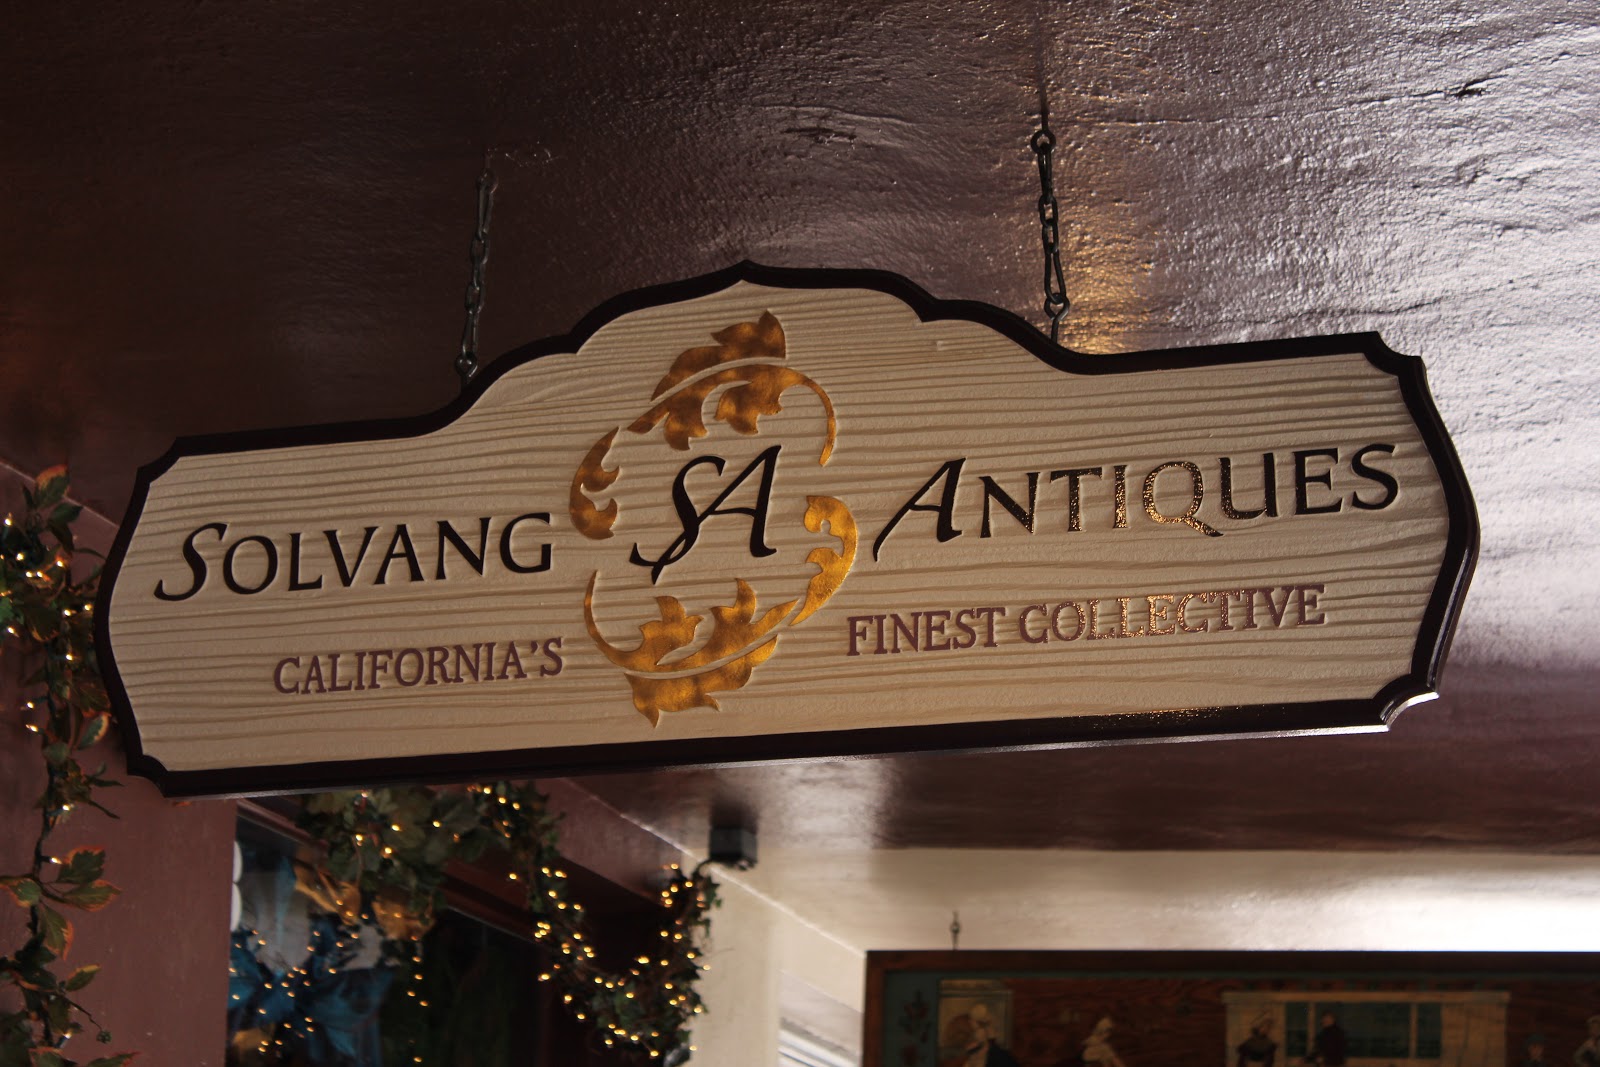 SOLVANG SA ANTIQUES
CALIFORNIA'S FINEST COLLECTIVE